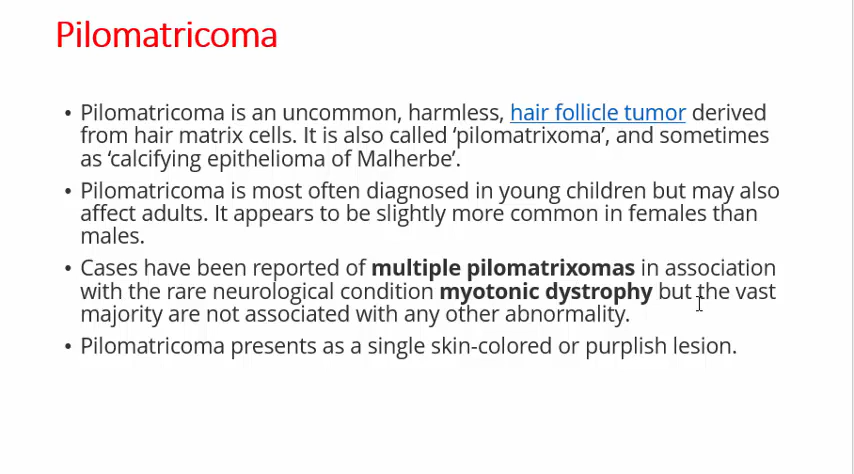 Pilomatricoma
• Pilomatricoma is an uncommon, harmless, hair follicle tumor derived
from hair matrix cells. It is also called ‘pilomatrixoma’, and sometimes
as ‘calcifying epithelioma of Malherbe’.
• Pilomatricoma is most often diagnosed in young children but may also
affect adults. It appears to be slightly more common in females than
males.
• Cases have been reported of multiple pilomatrixomas in association
with the rare neurological condition myotonic dystrophy but the vast
majority are not associated with any other abnormality.
• Pilomatricoma presents as a single skin-colored or purplish lesion.